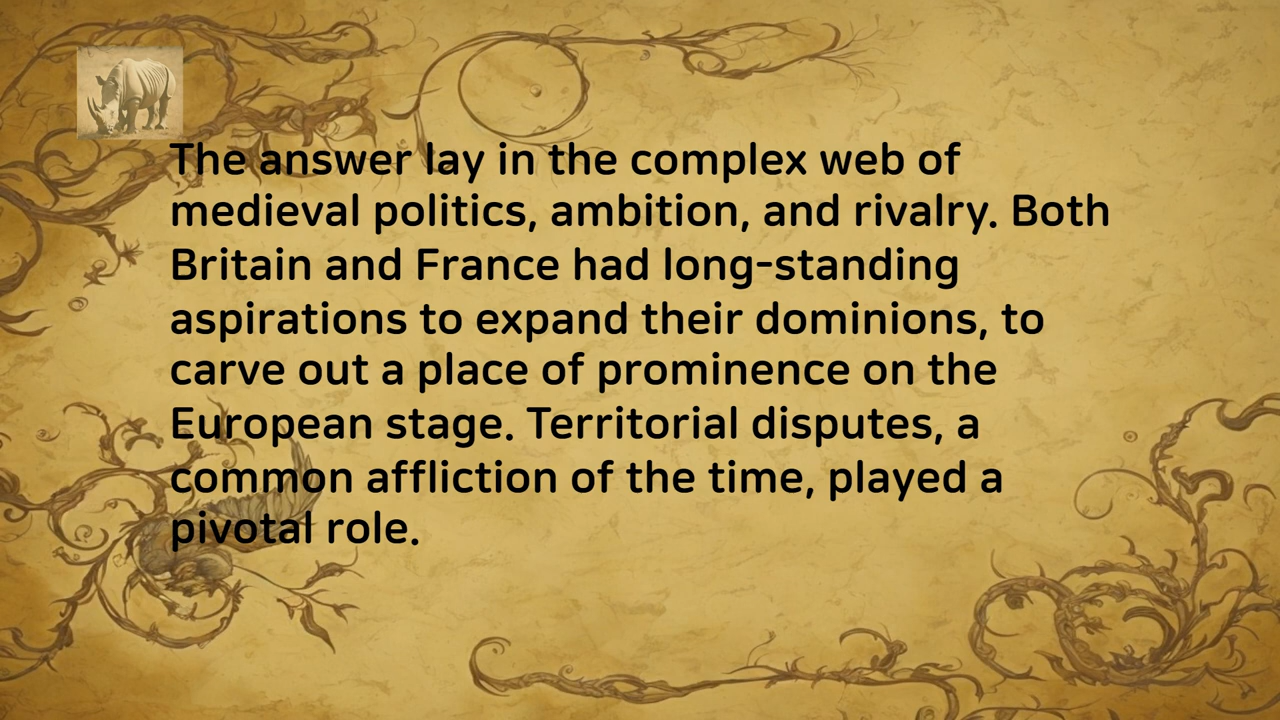 The answer lay in the complex web of
medieval politics, ambition, and rivalry. Both
Britain and France had long-standing
aspirations to expand their dominions, to
carve out a place of prominence on the
European stage. Territorial disputes, a
common affliction of the time, played a
pivotal role.